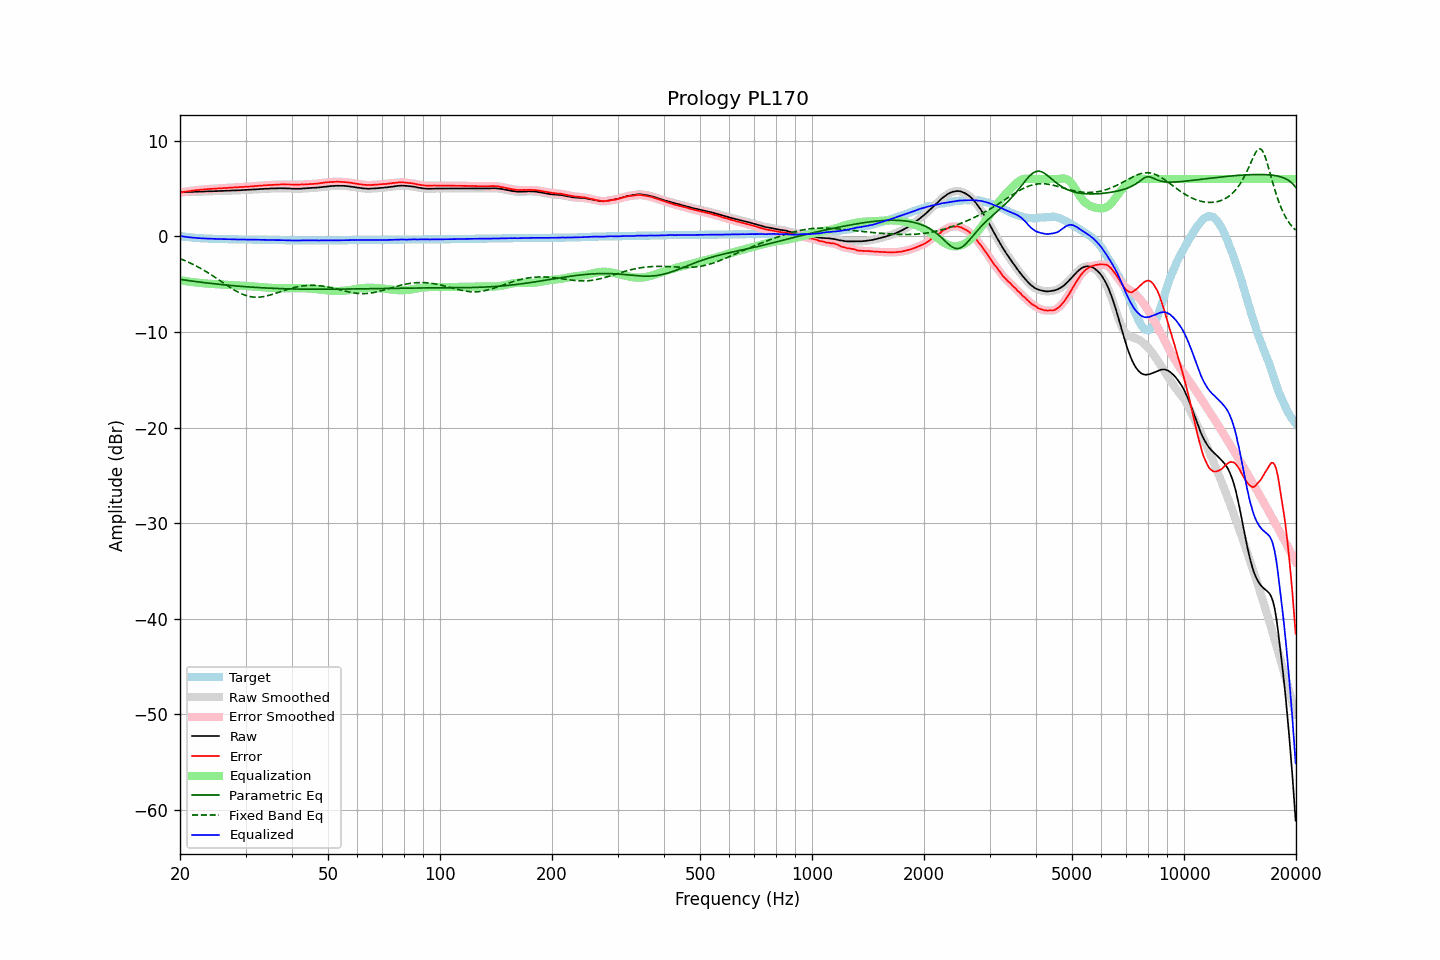 Prology PL170
Amplitude (dBr)
10
0
−10
−20
−30
−40
−50
−60
Target
Raw Smoothed
Error Smoothed
Raw
Error
Equalization
Parametric Eq
Fixed Band Eq
Equalized
20 50 100 200 500 1000 2000 5000 10000 20000
Frequency (Hz)